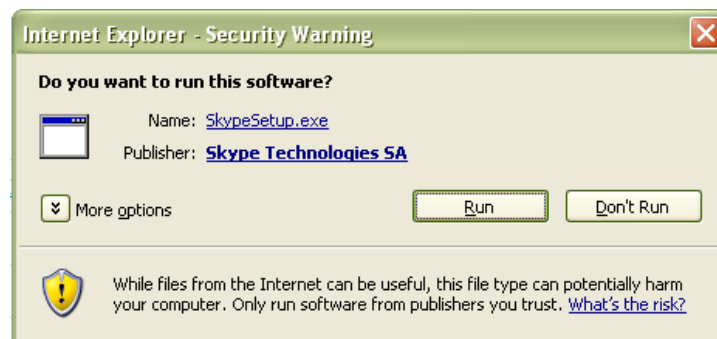 Internet Explorer - Security Warning
Do you want to run this software?
Name: SkypeSetup.exe
Publisher: Skype Technologies SA
More options
Run
Don't Run
While files from the Internet can be useful, this file type can potentially harm
your computer. Only run software from publishers you trust. What's the risk?